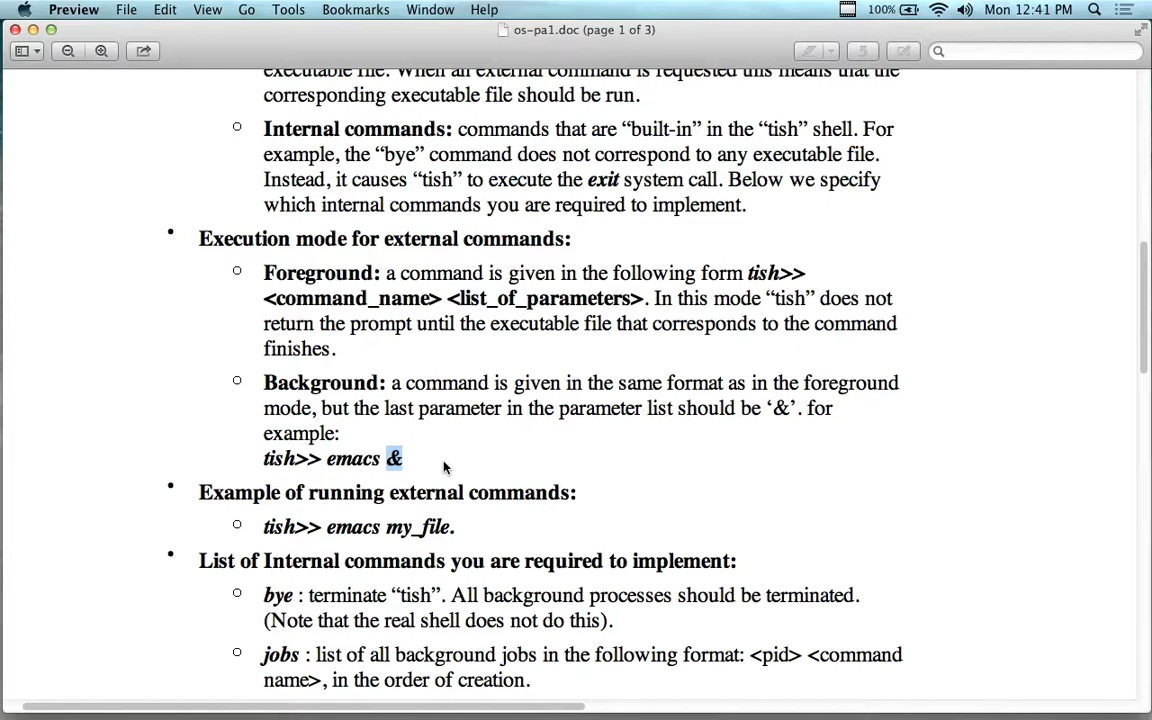 Preview File Edit View Go Tools Bookmarks Window Help 100% Mon 12:41 PM
os-pa1.doc (page 1 of 3)
executable file. When an external command is requested this means that the
corresponding executable file should be run.
Internal commands: commands that are “built-in” in the “tish” shell. For
example, the “bye” command does not correspond to any executable file.
Instead, it causes “tish” to execute the exit system call. Below we specify
which internal commands you are required to implement.
Execution mode for external commands:
Foreground: a command is given in the following form tish>>
<command_name> <list_of_parameters>. In this mode “tish” does not
return the prompt until the executable file that corresponds to the command
finishes.
Background: a command is given in the same format as in the foreground
mode, but the last parameter in the parameter list should be ‘&’. for
example:
tish>> emacs &
Example of running external commands:
tish>> emacs my_file.
List of Internal commands you are required to implement:
bye : terminate “tish”. All background processes should be terminated.
(Note that the real shell does not do this).
jobs : list of all background jobs in the following format: <pid> <command
name>, in the order of creation.